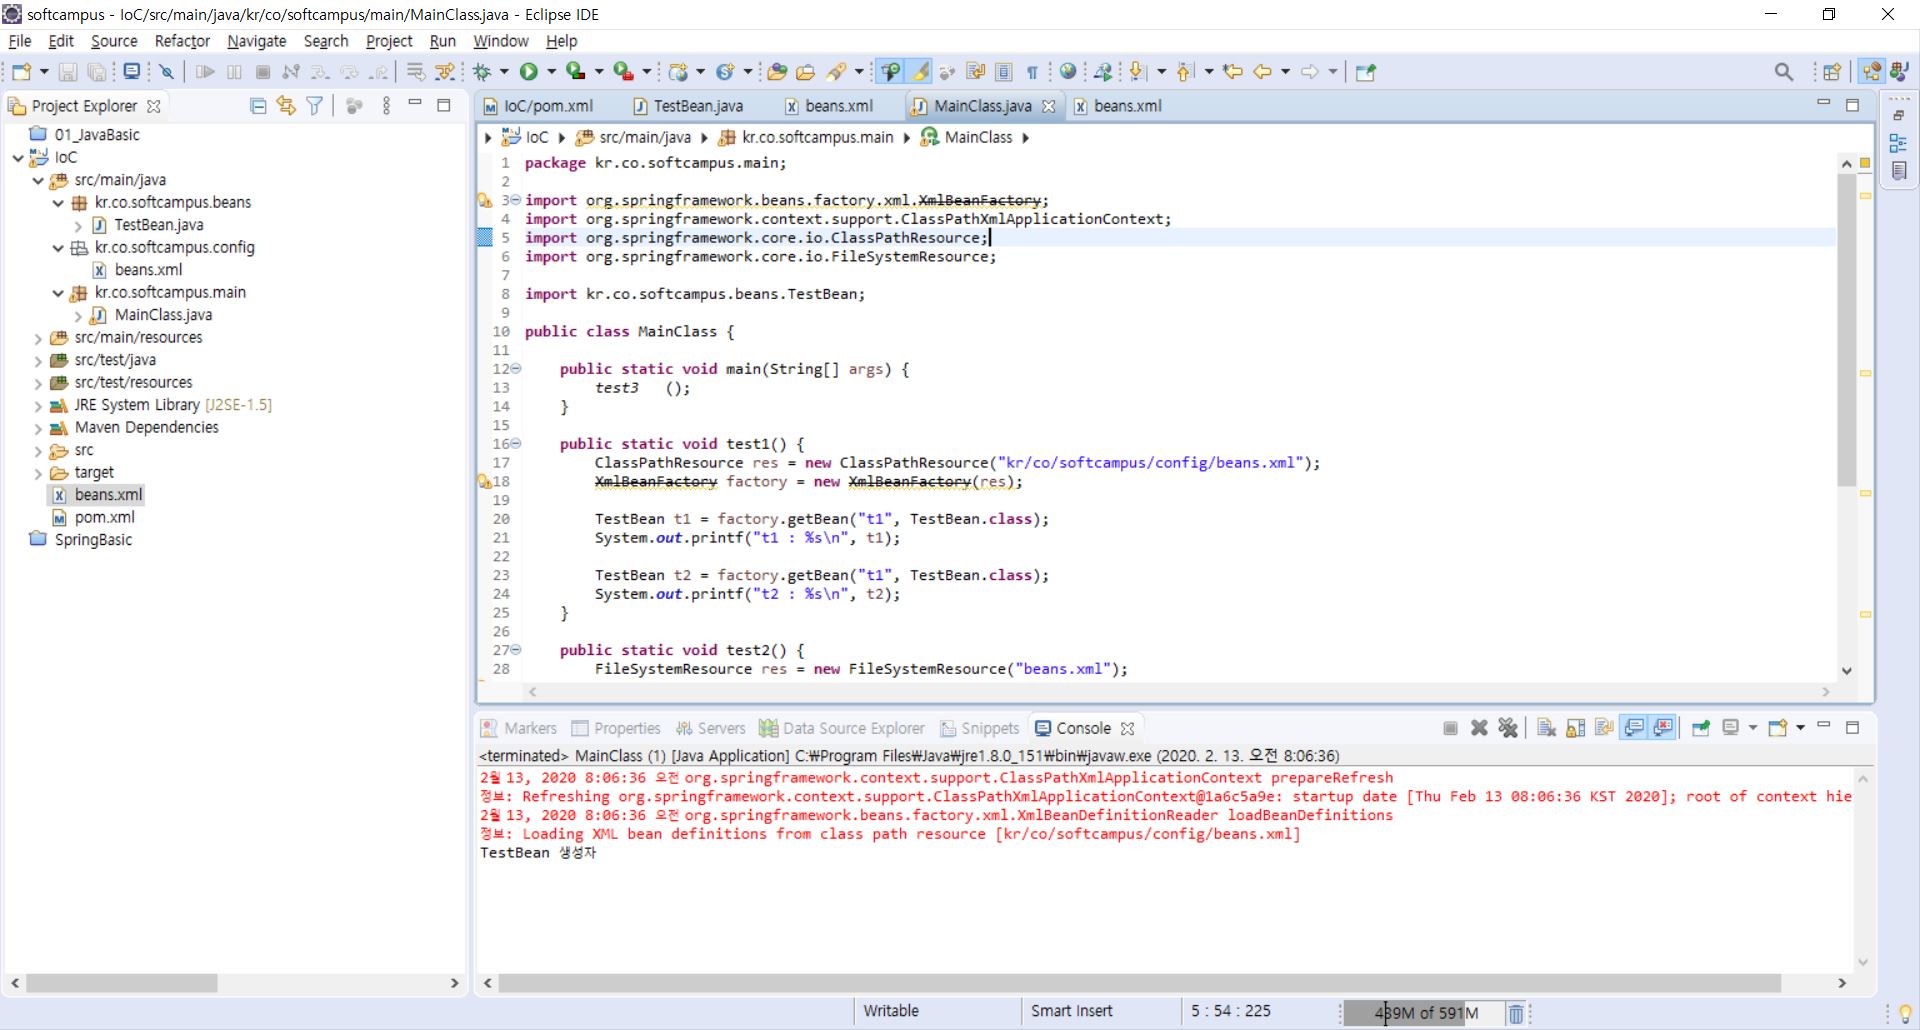 softcampus - IoC/src/main/java/kr/co/softcampus/main/MainClass.java - Eclipse IDE
File Edit Source Refactor Navigate Search Project Run Window Help
Project Explorer
01_JavaBasic
IoC
src/main/java
kr.co.softcampus.beans
TestBean.java
kr.co.softcampus.config
beans.xml
kr.co.softcampus.main
MainClass.java
src/main/resources
src/test/java
src/test/resources
JRE System Library [J2SE-1.5]
Maven Dependencies
src
target
beans.xml
pom.xml
SpringBasic
IoC/pom.xml TestBean.java beans.xml MainClass.java beans.xml
IoC src/main/java kr.co.softcampus.main MainClass
1 package kr.co.softcampus.main;
2
3 import org.springframework.beans.factory.xml.XmlBeanFactory;
4 import org.springframework.context.support.ClassPathXmlApplicationContext;
5 import org.springframework.core.io.ClassPathResource;
6 import org.springframework.core.io.FileSystemResource;
7
8 import kr.co.softcampus.beans.TestBean;
9
10 public class MainClass {
11
12 public static void main(String[] args) {
13 test3 ();
14 }
15
16 public static void test1() {
17 ClassPathResource res = new ClassPathResource("kr/co/softcampus/config/beans.xml");
18 XmlBeanFactory factory = new XmlBeanFactory(res);
19
20 TestBean t1 = factory.getBean("t1", TestBean.class);
21 System.out.printf("t1 : %s\n", t1);
22
23 TestBean t2 = factory.getBean("t1", TestBean.class);
24 System.out.printf("t2 : %s\n", t2);
25 }
26
27 public static void test2() {
28 FileSystemResource res = new FileSystemResource("beans.xml");
Markers Properties Servers Data Source Explorer Snippets Console
<terminated> MainClass (1) [Java Application] C:₩Program Files₩Java₩jre1.8.0_151₩bin₩javaw.exe (2020. 2. 13. 오전 8:06:36)
2월 13, 2020 8:06:36 오전 org.springframework.context.support.ClassPathXmlApplicationContext prepareRefresh
정보: Refreshing org.springframework.context.support.ClassPathXmlApplicationContext@1a6c5a9e: startup date [Thu Feb 13 08:06:36 KST 2020]; root of context hie
2월 13, 2020 8:06:36 오전 org.springframework.beans.factory.xml.XmlBeanDefinitionReader loadBeanDefinitions
정보: Loading XML bean definitions from class path resource [kr/co/softcampus/config/beans.xml]
TestBean 생성자
Writable Smart Insert 5 : 54 : 225 439M of 591M